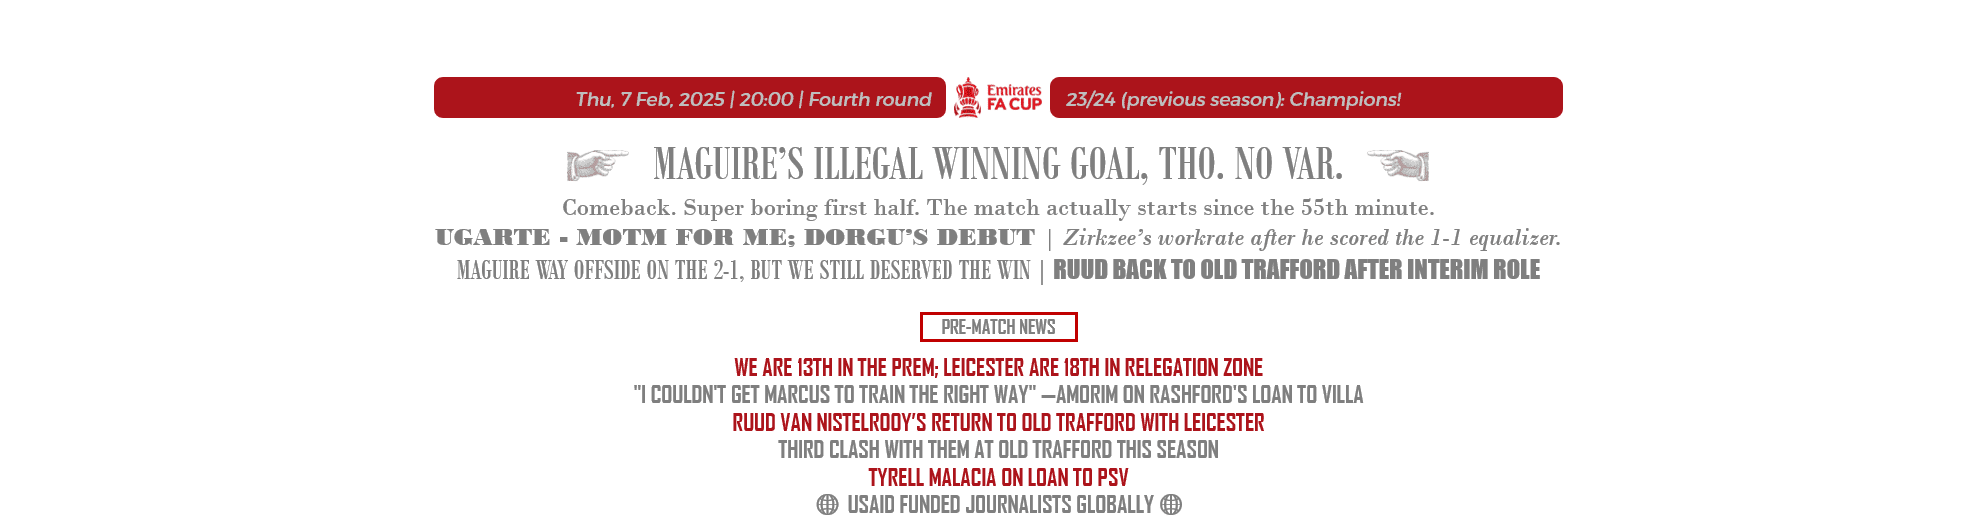 Thu, 7 Feb, 2025 | 20:00 | Fourth round
Emirates
FA CUP
23/24 (previous season): Champions!
MAGUIRE’S ILLEGAL WINNING GOAL, THO. NO VAR.
Comeback. Super boring first half. The match actually starts since the 55th minute.
UGARTE - MOTM FOR ME; DORGU’S DEBUT | Zirkzee’s workrate after he scored the 1-1 equalizer.
MAGUIRE WAY OFFSIDE ON THE 2-1, BUT WE STILL DESERVED THE WIN | RUUD BACK TO OLD TRAFFORD AFTER INTERIM ROLE
PRE-MATCH NEWS
WE ARE 13TH IN THE PREM; LEICESTER ARE 18TH IN RELEGATION ZONE
"I COULDN'T GET MARCUS TO TRAIN THE RIGHT WAY" —AMORIM ON RASHFORD'S LOAN TO VILLA
RUUD VAN NISTELROOY’S RETURN TO OLD TRAFFORD WITH LEICESTER
THIRD CLASH WITH THEM AT OLD TRAFFORD THIS SEASON
TYRELL MALACIA ON LOAN TO PSV
USAID FUNDED JOURNALISTS GLOBALLY